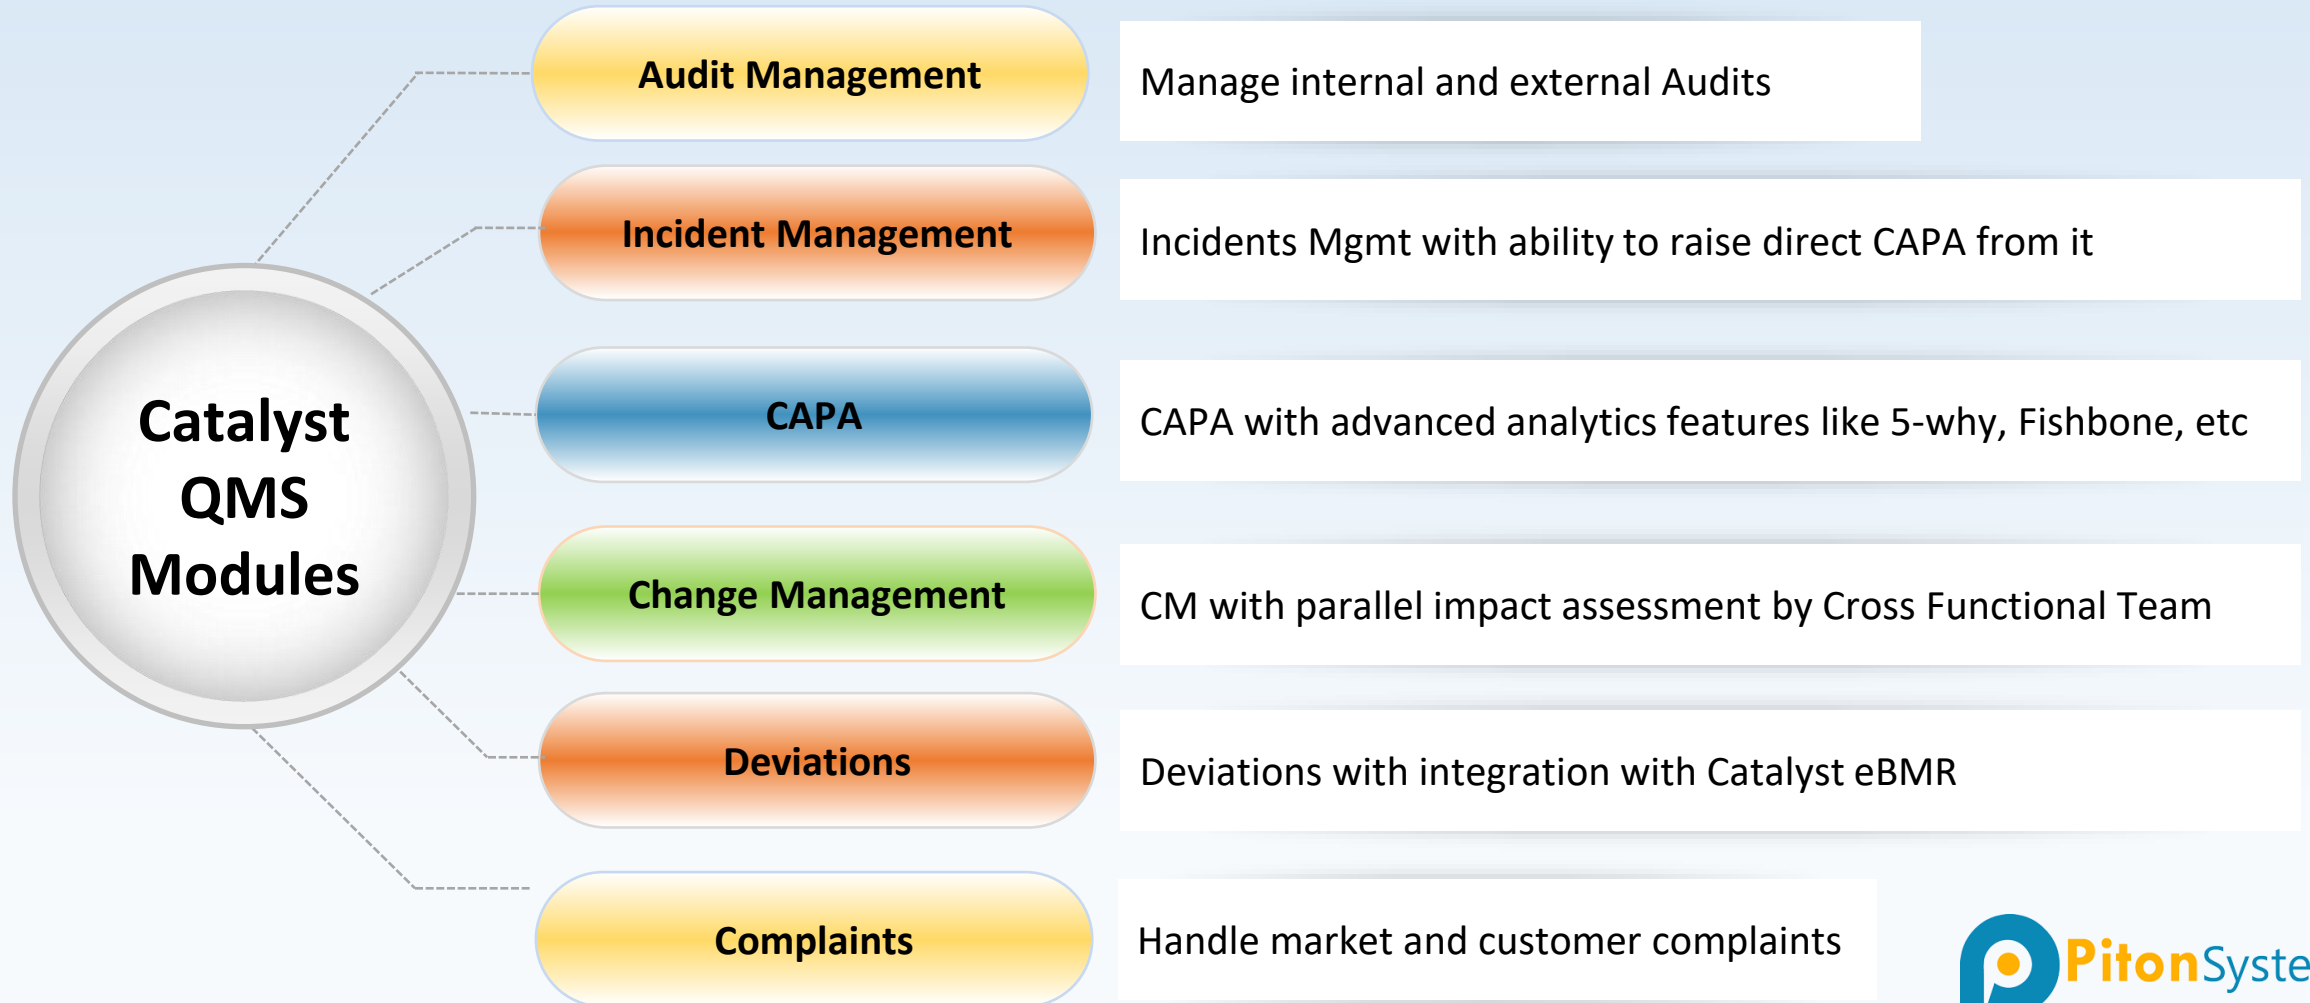 Catalyst
QMS
Modules
Audit Management
Manage internal and external Audits
Incident Management
Incidents Mgmt with ability to raise direct CAPA from it
CAPA
CAPA with advanced analytics features like 5-why, Fishbone, etc
Change Management
CM with parallel impact assessment by Cross Functional Team
Deviations
Deviations with integration with Catalyst eBMR
Complaints
Handle market and customer complaints
PitonSyste